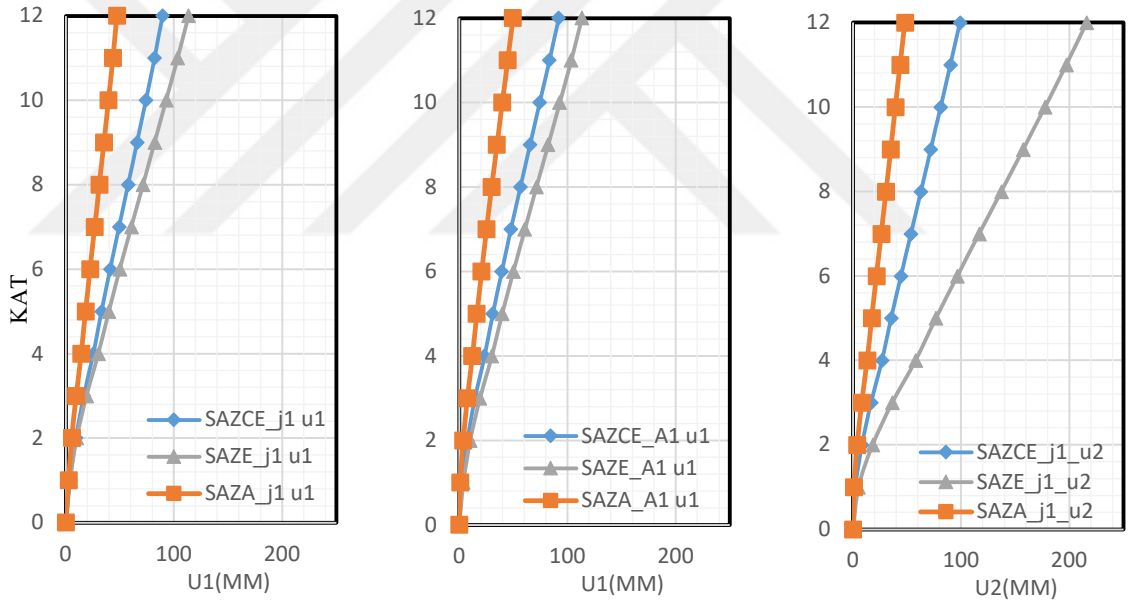 12
10
8
6
4
2
0
KAT
SAZCE_j1 u1
SAZE_j1 u1
SAZA_j1 u1
0 100 200
U1(MM)
12
10
8
6
4
2
0
SAZCE_A1 u1
SAZE_A1 u1
SAZA_A1 u1
0 100 200
U1(MM)
12
10
8
6
4
2
0
SAZCE_j1_u2
SAZE_j1_u2
SAZA_j1_u2
0 100 200
U2(MM)